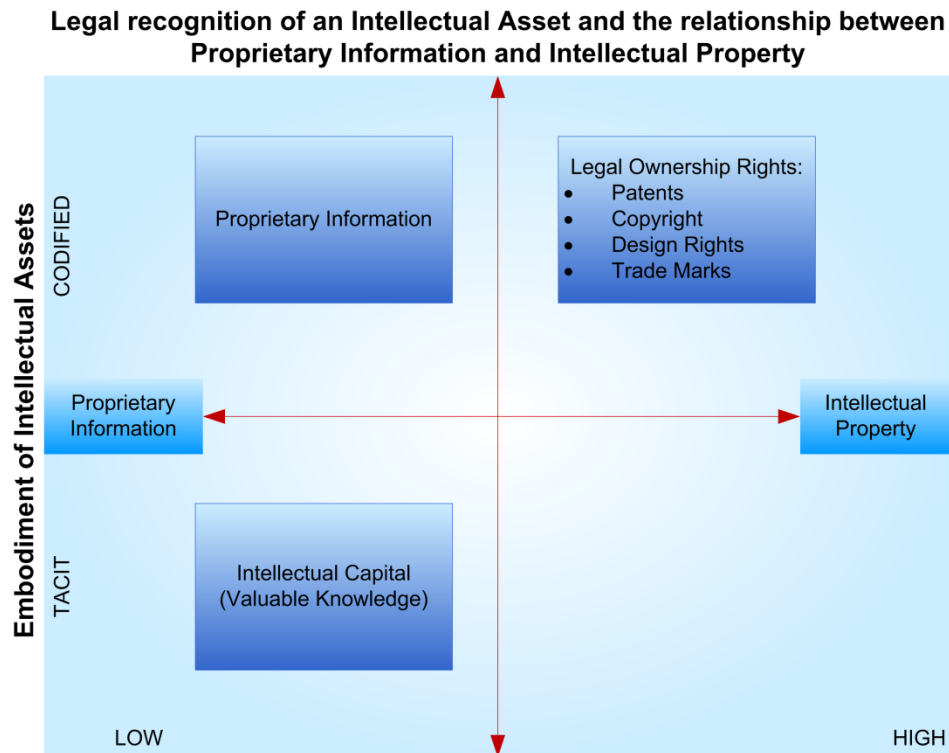 Legal recognition of an Intellectual Asset and the relationship between
Proprietary Information and Intellectual Property
Embodiment of Intellectual Assets
CODIFIED
Proprietary Information
Legal Ownership Rights:
• Patents
• Copyright
• Design Rights
• Trade Marks
Proprietary
Information
Intellectual
Property
TACIT
Intellectual Capital
(Valuable Knowledge)
LOW
HIGH